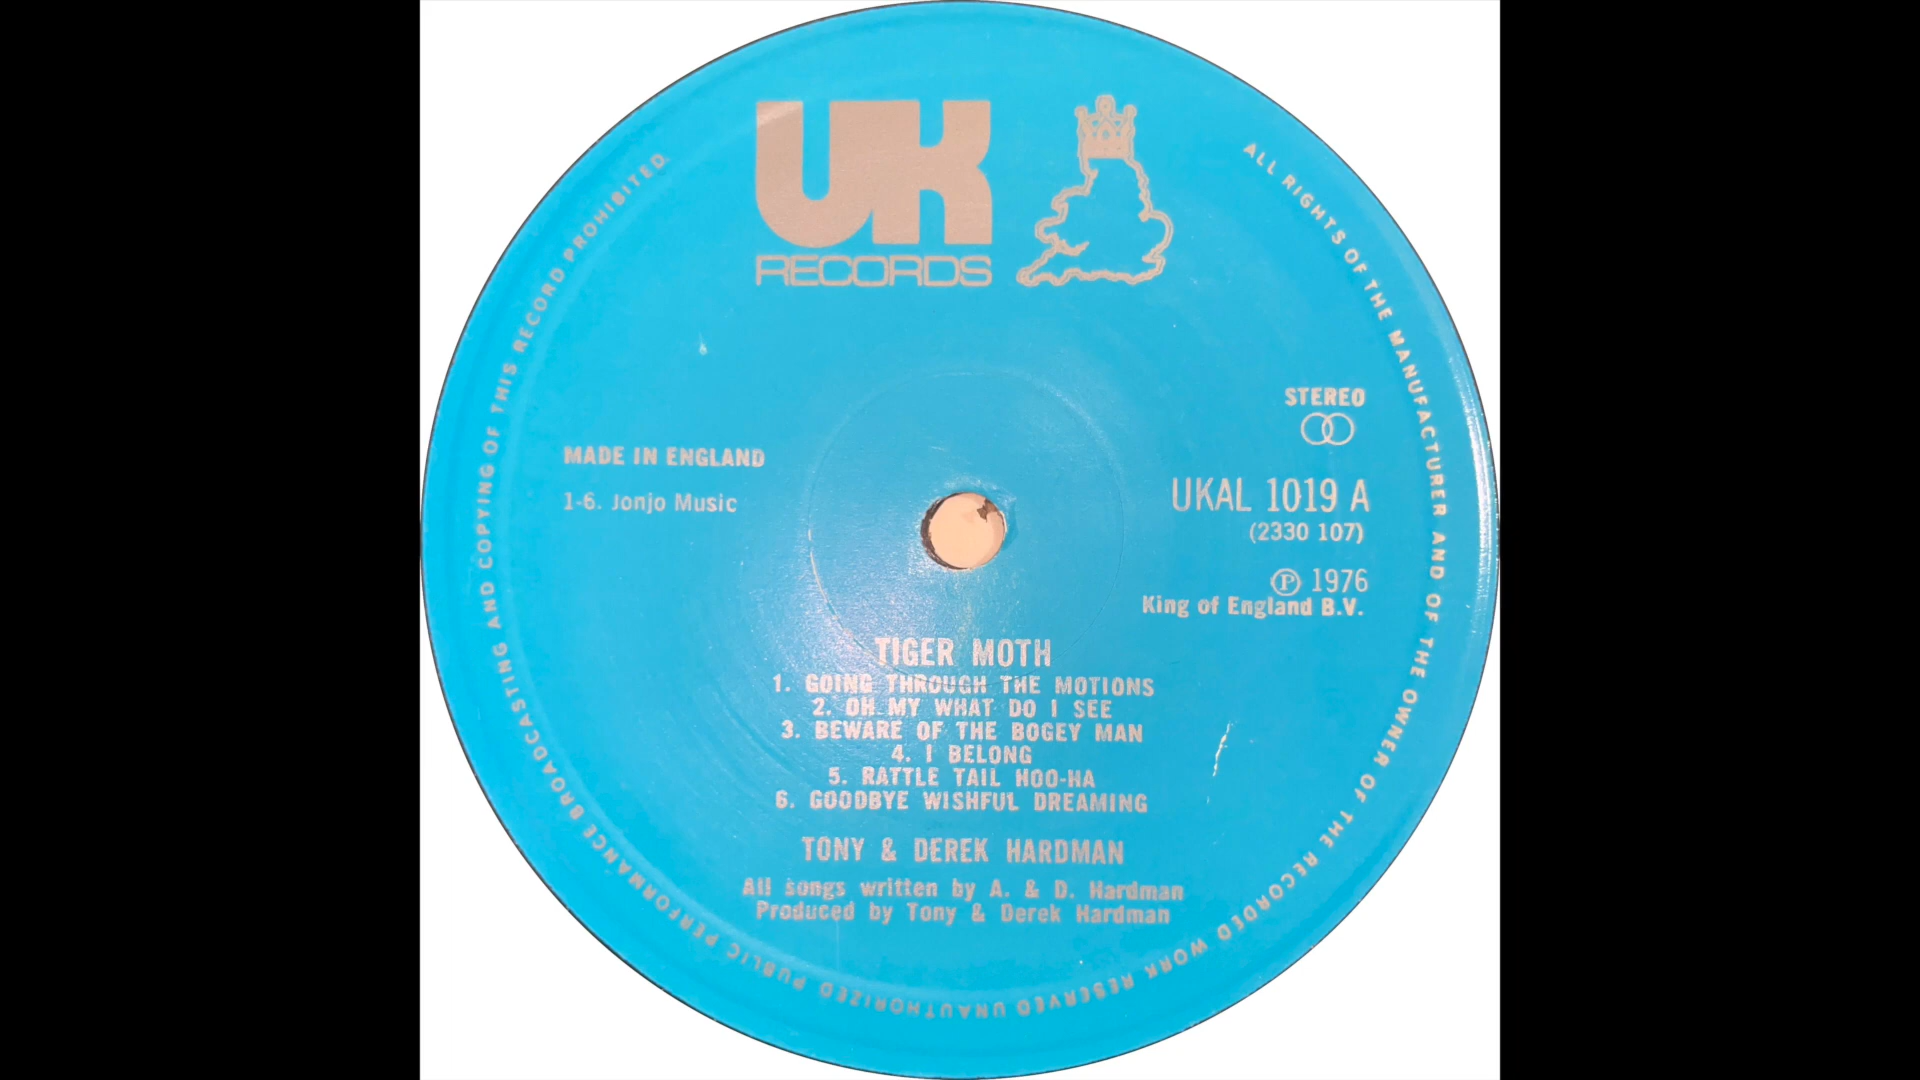 UK
RECORDS
ALL RIGHTS OF THE MANUFACTURER AND OF THE OWNER OF THE RECORDED WORK RESERVED UNAUTHORIZED PUBLIC PERFORMANCE BROADCASTING AND COPYING OF THIS RECORD PROHIBITED.
STEREO
MADE IN ENGLAND
1-6. Jonjo Music
UKAL 1019 A
(2330 107)
Ⓟ 1976
King of England B.V.
TIGER MOTH
1. GOING THROUGH THE MOTIONS
2. OH MY WHAT DO I SEE
3. BEWARE OF THE BOGEY MAN
4. I BELONG
5. RATTLE TAIL HOO-HA
6. GOODBYE WISHFUL DREAMING
TONY & DEREK HARDMAN
All songs written by A. & D. Hardman
Produced by Tony & Derek Hardman